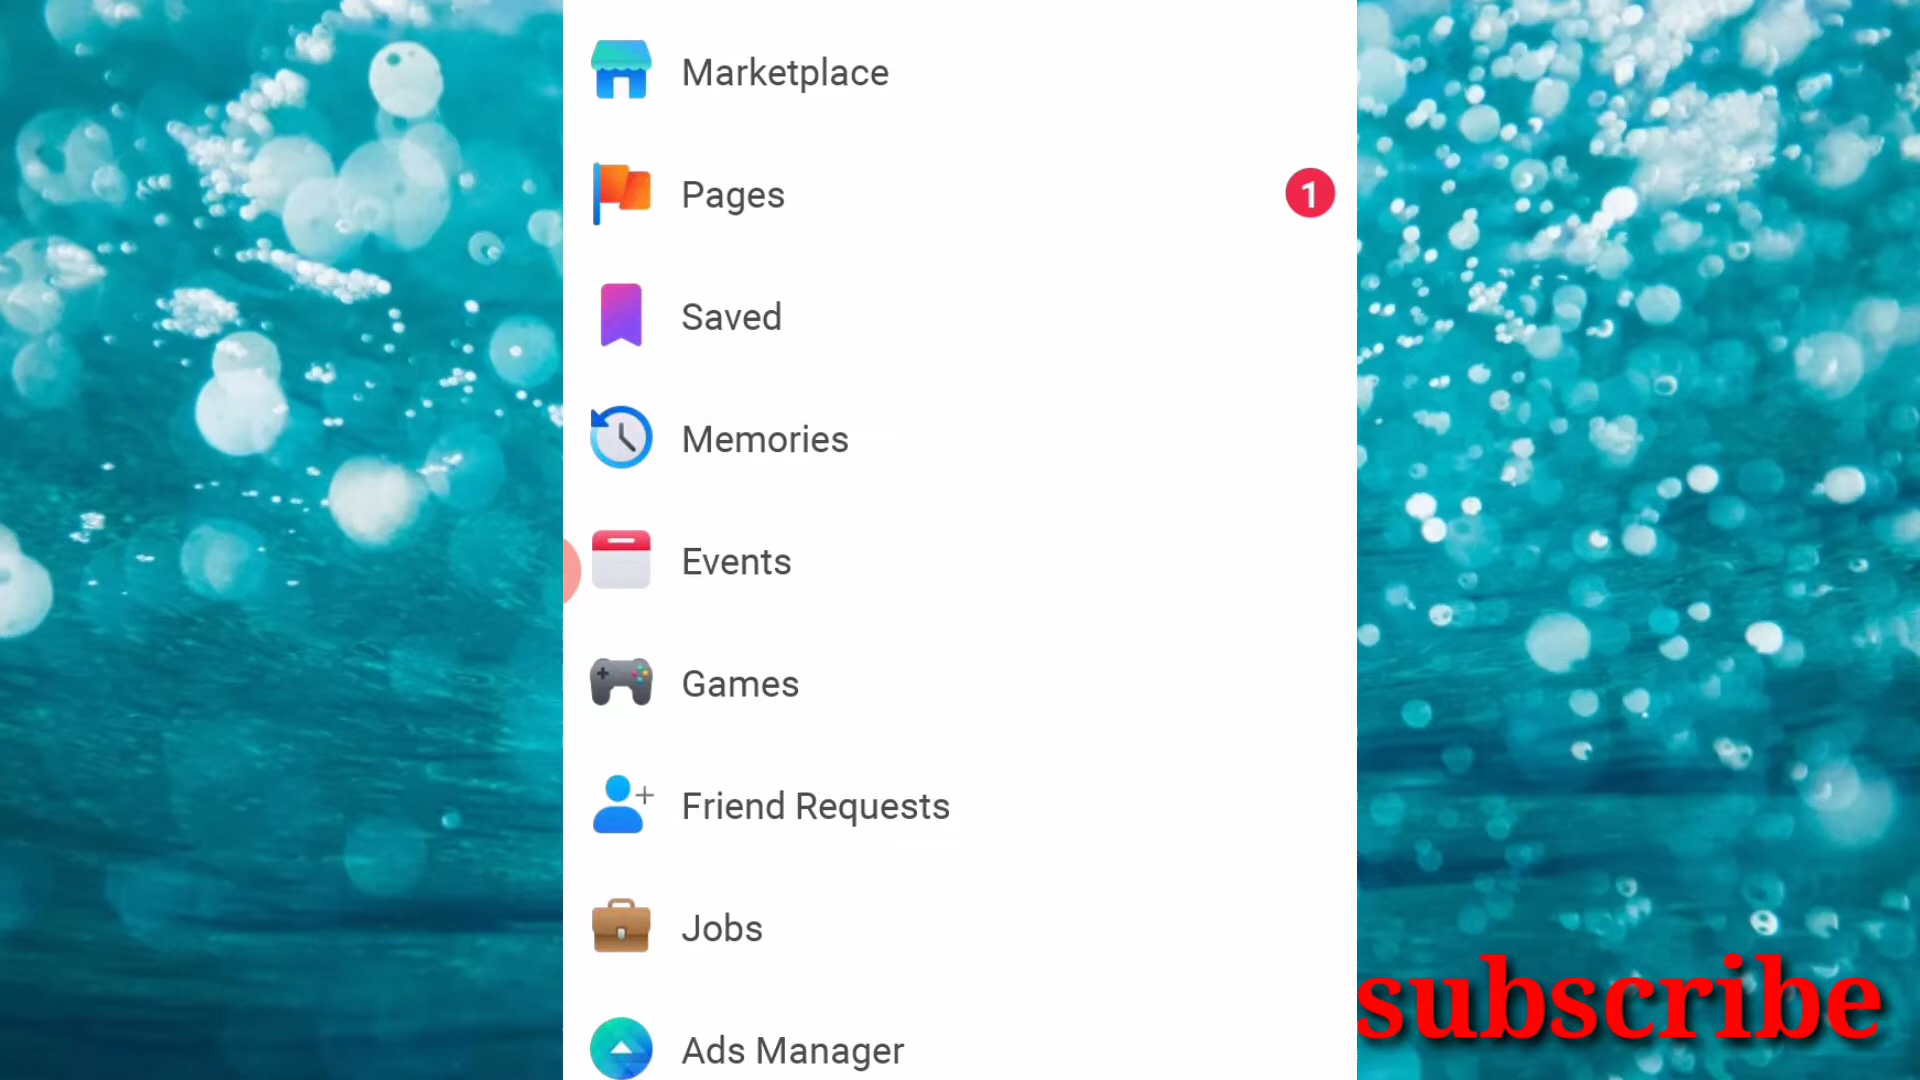 Marketplace
Pages
1
Saved
Memories
Events
Games
Friend Requests
Jobs
Ads Manager
subscribe